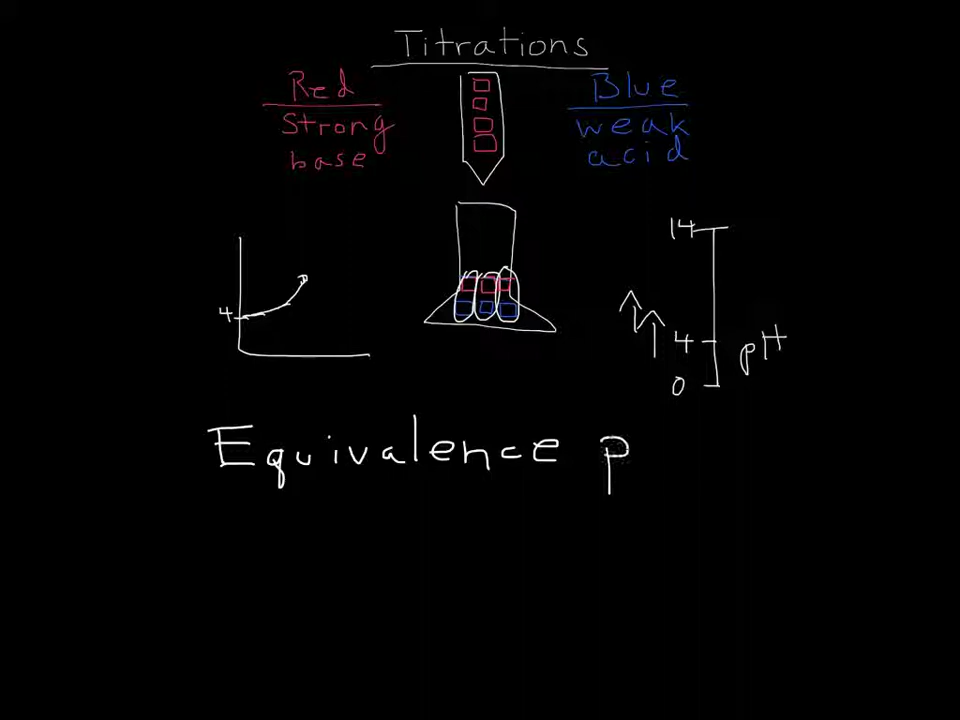 Titrations
Red
Strong
base
Blue
weak
acid
14
4
4
pH
0
Equivalence p